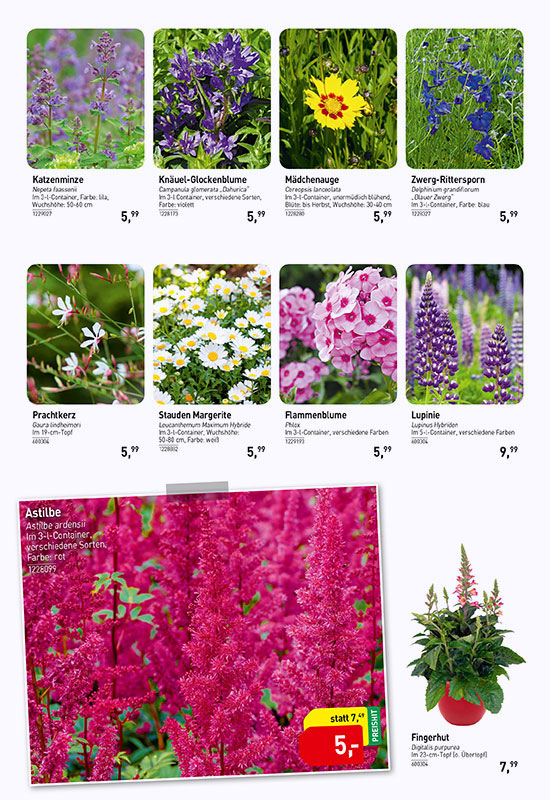 Katzenminze
Nepeta faassenii
Im 3-l-Container, Farbe: lila,
Wuchshöhe: 50-60 cm
1229027
5,99
Knäuel-Glockenblume
Campanula glomerata „Dahurica"
Im 3-l-Container, verschiedene Sorten,
Farbe: violett
1228173
5,99
Mädchenauge
Coreopsis lanceolata
Im 3-l-Container, unermüdlich blühend,
Blüte: bis Herbst, Wuchshöhe: 30-40 cm
1228280
5,99
Zwerg-Rittersporn
Delphinium grandiflorum
„Blauer Zwerg"
Im 3-l-Container, Farbe: blau
1229327
5,99
Prachtkerz
Gaura lindheimeri
Im 19-cm-Topf
600304
5,99
Stauden Margerite
Leucanthemum Maximum Hybride
Im 3-l-Container, Wuchshöhe:
50-80 cm, Farbe: weiß
1228802
5,99
Flammenblume
Phlox
Im 3-l-Container, verschiedene Farben
1229193
5,99
Lupinie
Lupinus Hybriden
Im 5-l-Container, verschiedene Farben
600304
9,99
Astilbe
Astilbe ardensii
Im 3-l-Container,
verschiedene Sorten,
Farbe: rot
1228099
statt 7,49
5,-
PREISHIT
Fingerhut
Digitalis purpurea
Im 23-cm-Topf (o. Übertopf)
600304
7,99